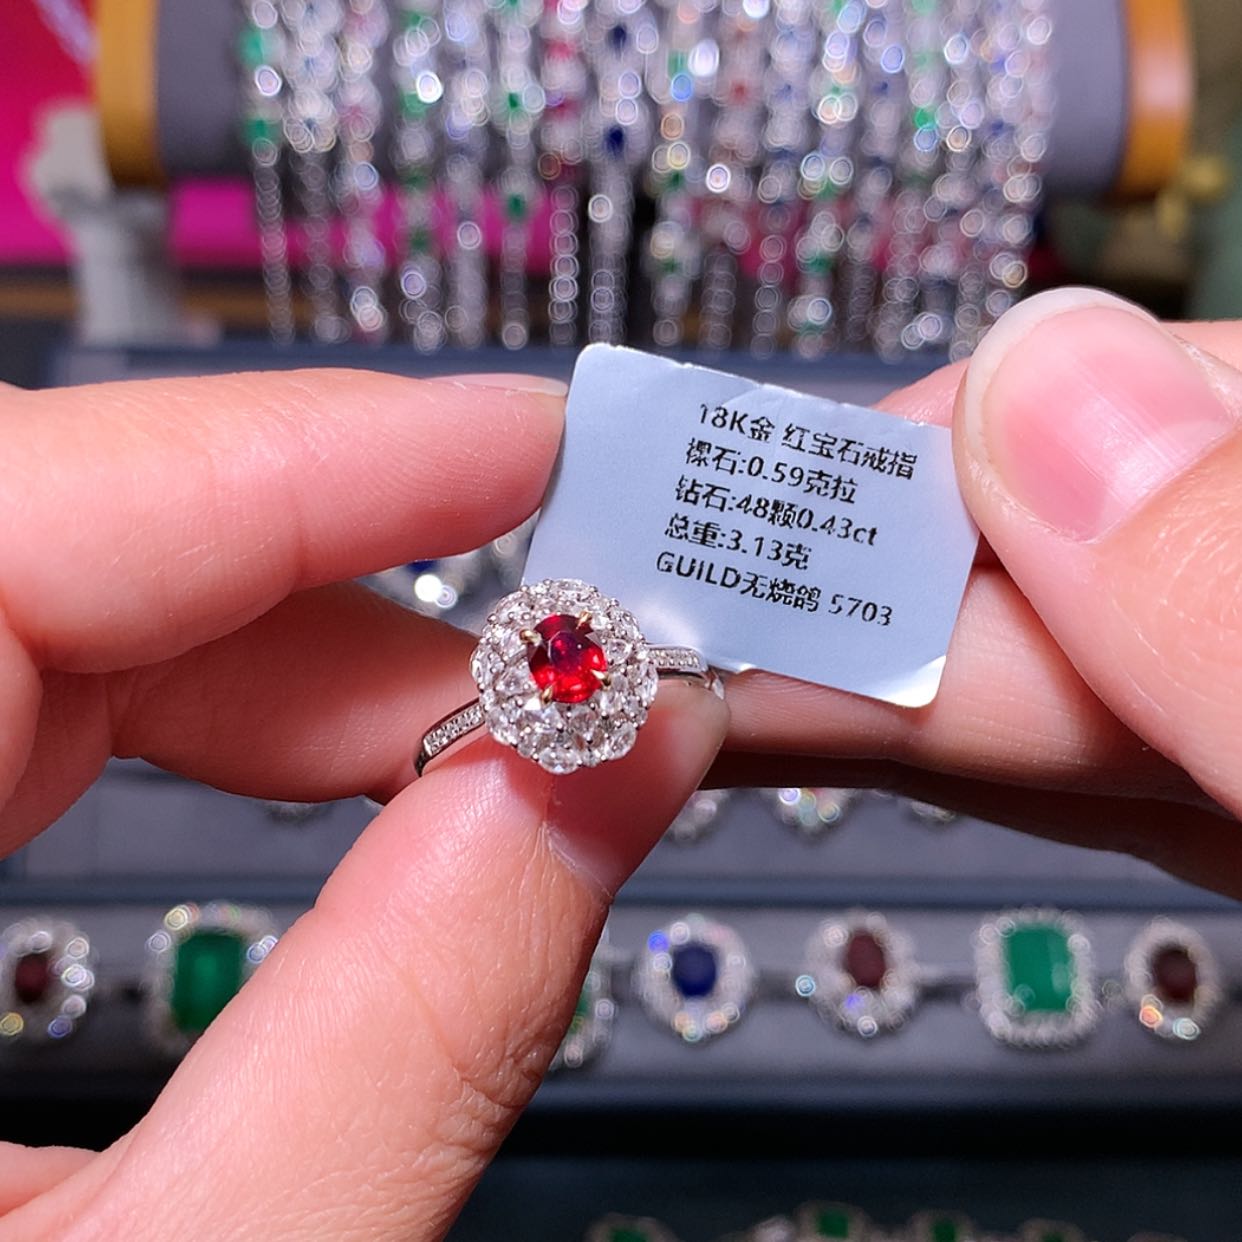 18K金 红宝石戒指
裸石:0.59克拉
钻石:48颗0.43ct
总重:3.13克
GUILD无烧鸽 5703